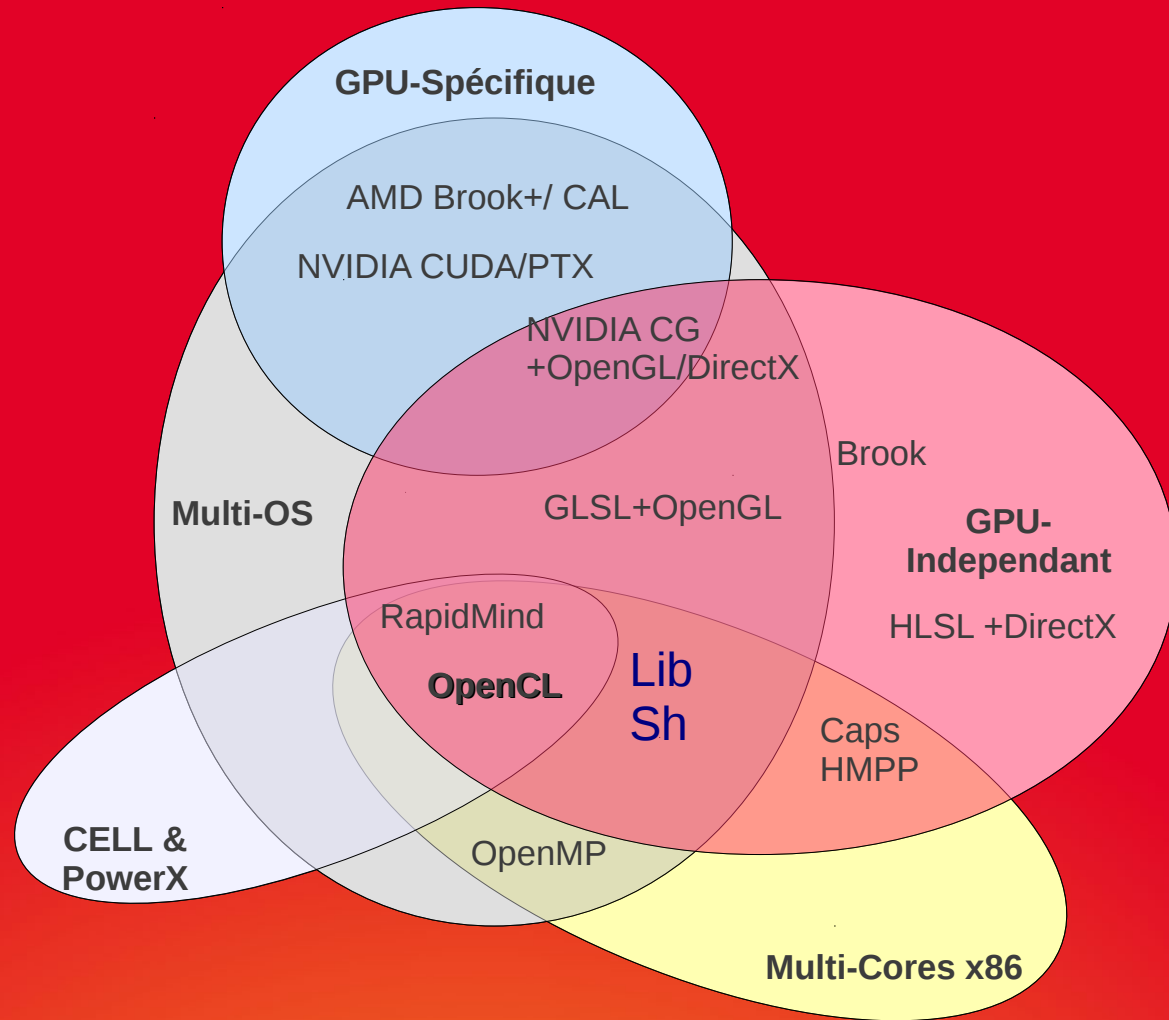 GPU-Spécifique
AMD Brook+/ CAL
NVIDIA CUDA/PTX
NVIDIA CG
+OpenGL/DirectX
Brook
Multi-OS
GLSL+OpenGL
GPU-
Independant
RapidMind
HLSL +DirectX
OpenCL
Lib
Sh
Caps
HMPP
CELL &
PowerX
OpenMP
Multi-Cores x86